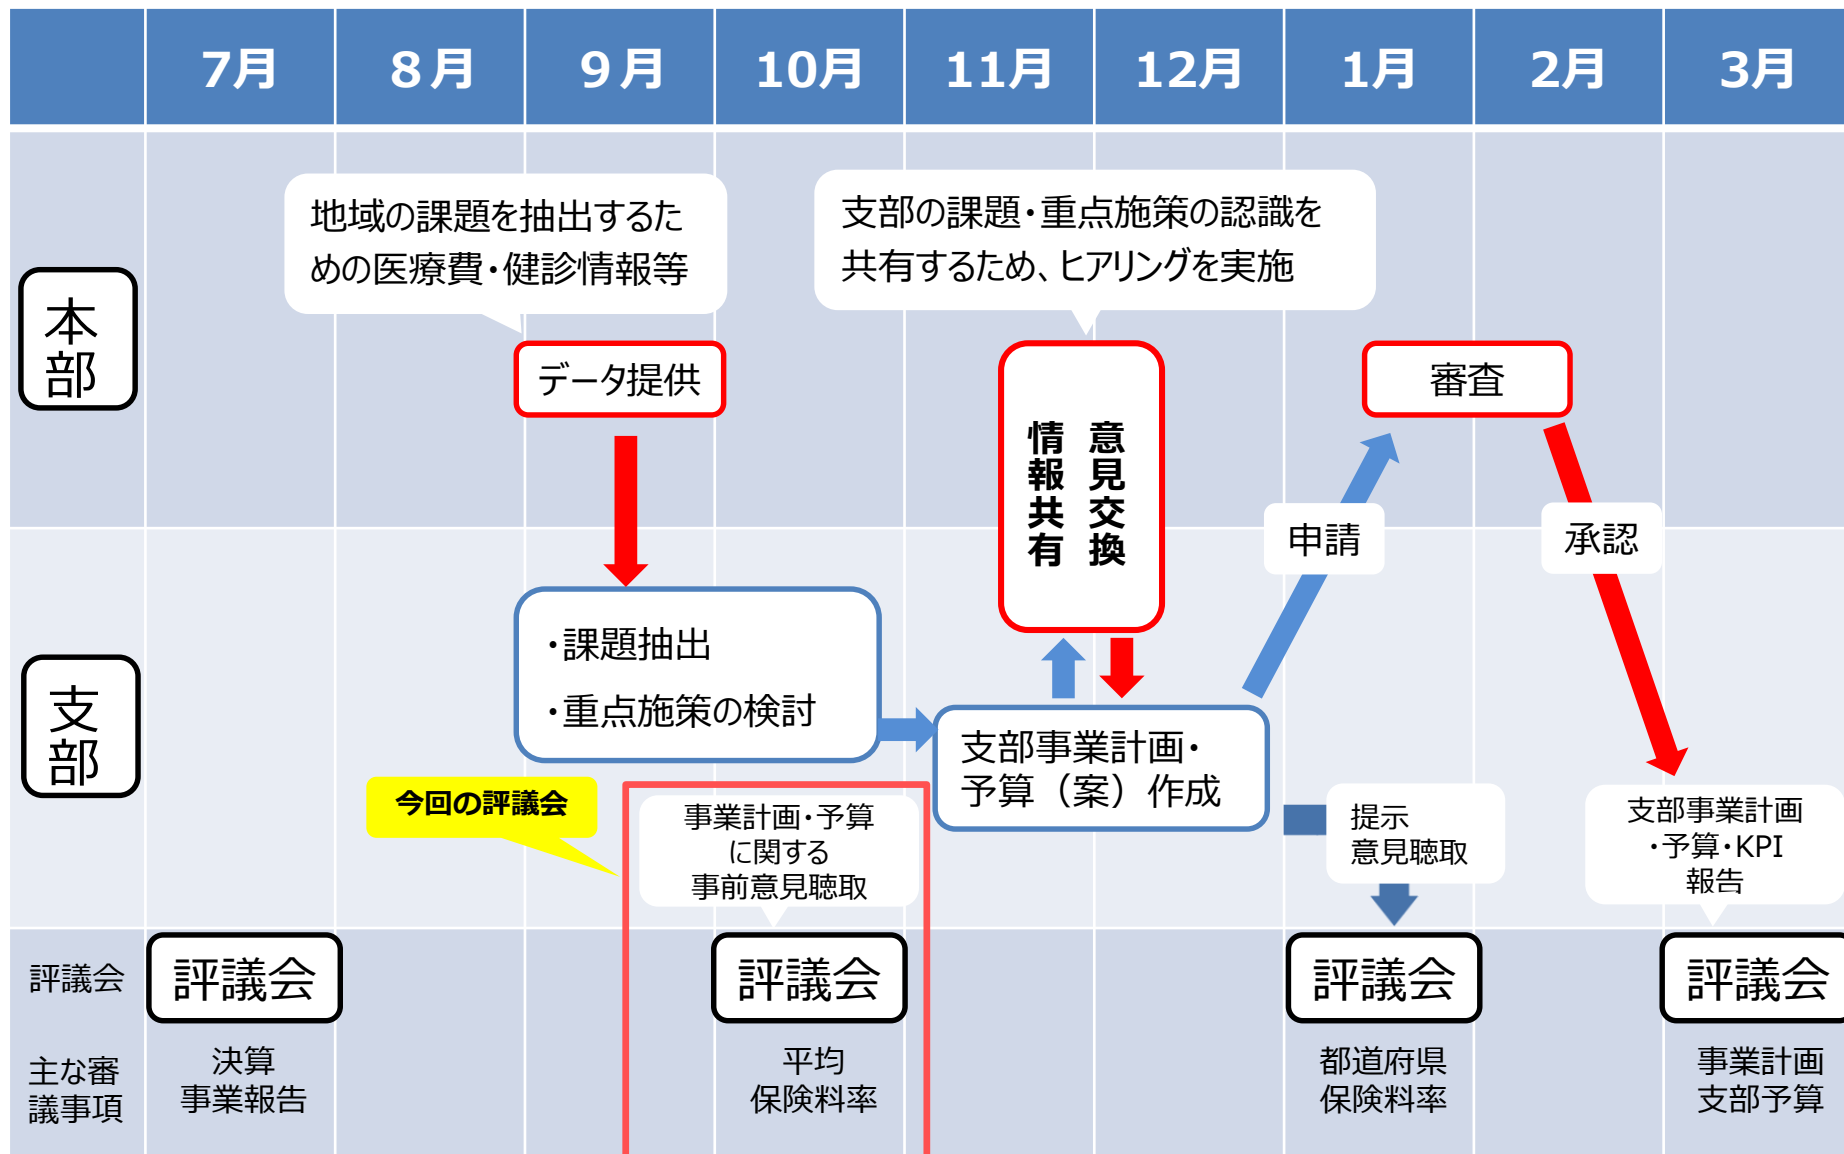 7月
８月
９月
10月
11月
12月
1月
2月
3月
本部
地域の課題を抽出するた
めの医療費・健診情報等
支部の課題・重点施策の認識を
共有するため、ヒアリングを実施
データ提供
意見交換
情報共有
審査
申請
承認
支部
・課題抽出
・重点施策の検討
支部事業計画・
予算（案）作成
今回の評議会
事業計画・予算
に関する
事前意見聴取
提示
意見聴取
支部事業計画
・予算・KPI
報告
評議会
評議会
評議会
評議会
評議会
主な審
議事項
決算
事業報告
平均
保険料率
都道府県
保険料率
事業計画
支部予算